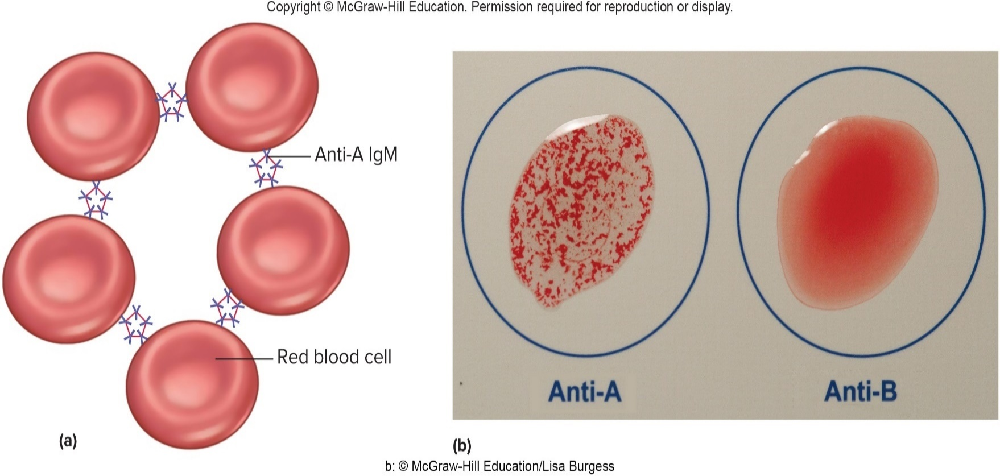 Copyright © McGraw-Hill Education. Permission required for reproduction or display.
Anti-A IgM
Red blood cell
(a)
Anti-A
Anti-B
(b)
b: © McGraw-Hill Education/Lisa Burgess